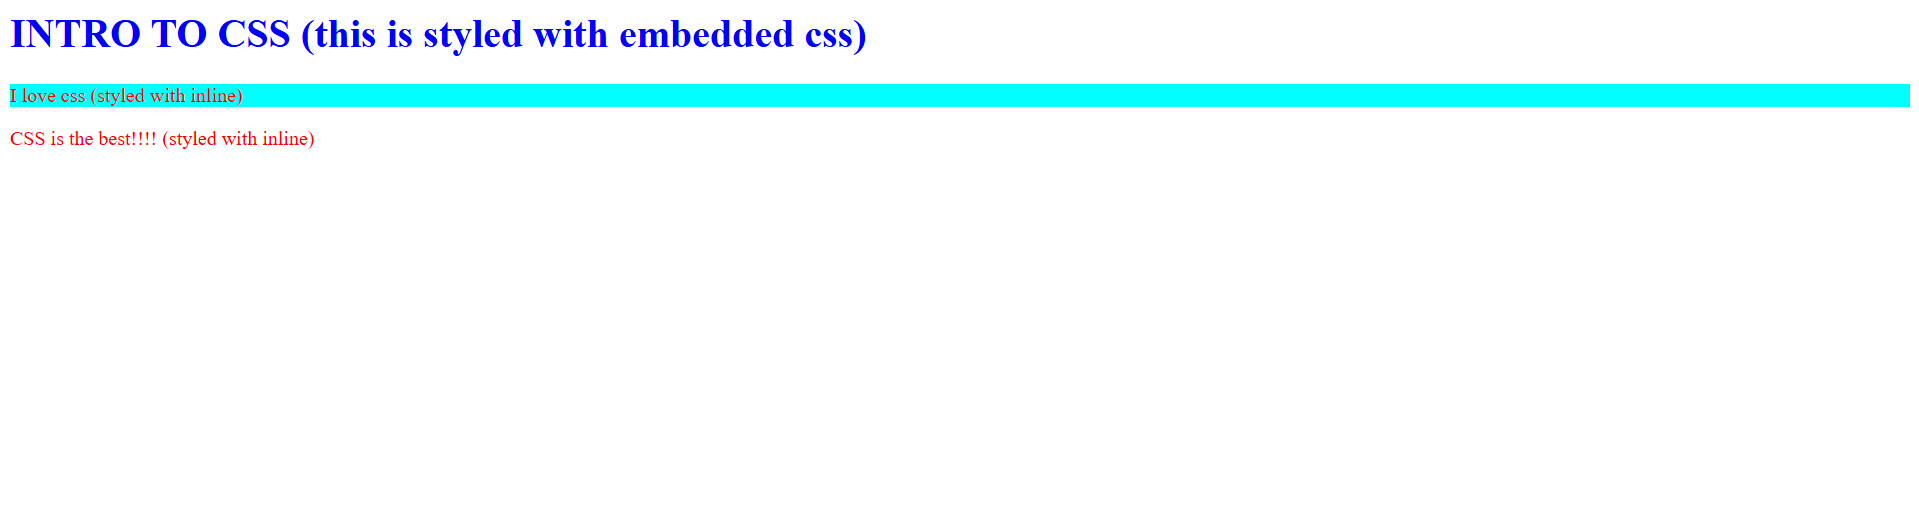 INTRO TO CSS (this is styled with embedded css)
I love css (styled with inline)
CSS is the best!!!! (styled with inline)